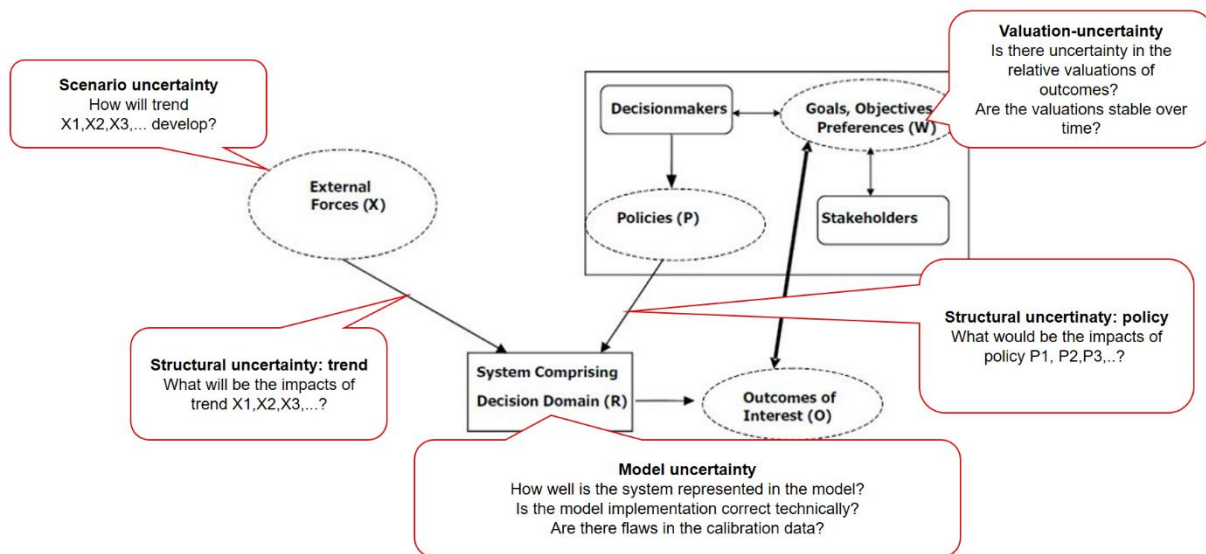 Valuation-uncertainty
Is there uncertainty in the
relative valuations of
outcomes?
Are the valuations stable over
time?
Scenario uncertainty
How will trend
X1,X2,X3,... develop?
Decisionmakers
Goals, Objectives
Preferences (W)
External
Forces (X)
Policies (P)
Stakeholders
Structural uncertainty: trend
What will be the impacts of
trend X1,X2,X3,...?
Structural uncertinaty: policy
What would be the impacts of
policy P1, P2,P3,..?
System Comprising
Decision Domain (R)
Outcomes of
Interest (O)
Model uncertainty
How well is the system represented in the model?
Is the model implementation correct technically?
Are there flaws in the calibration data?